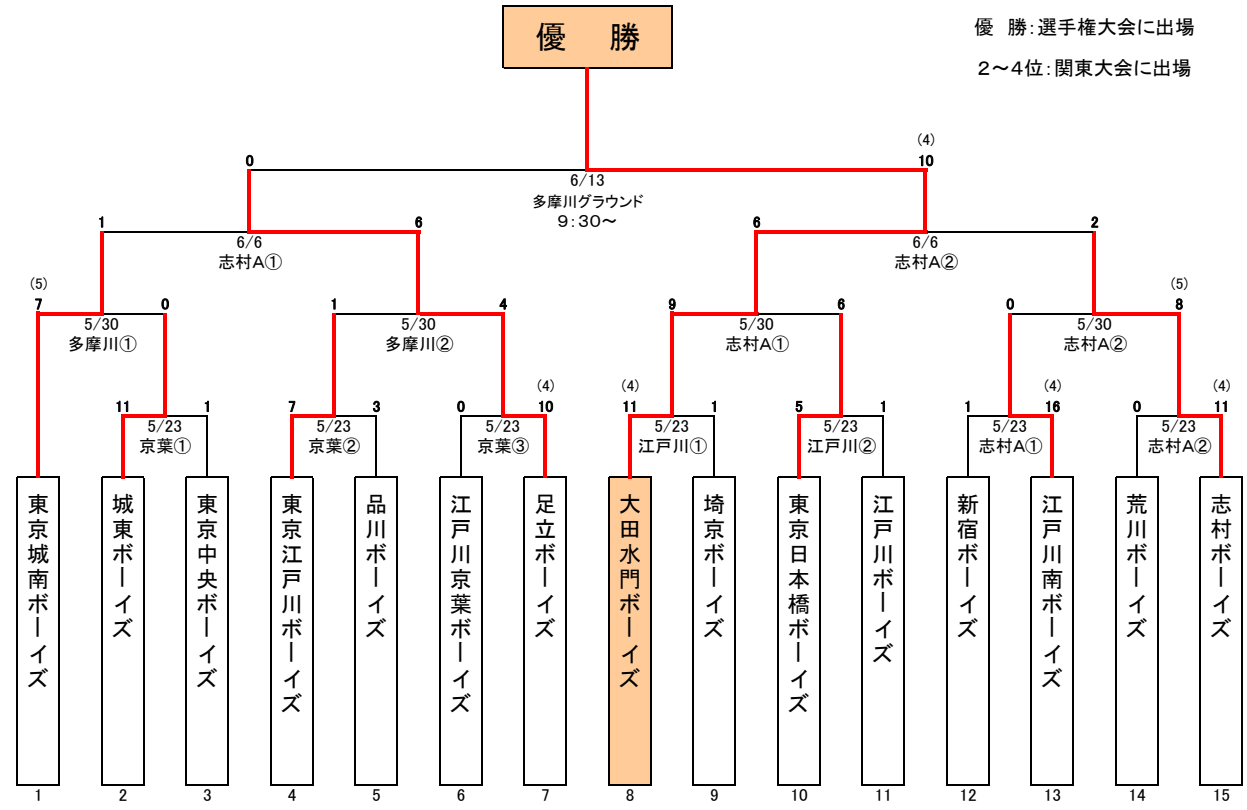 優 勝
優 勝:選手権大会に出場
2~4位:関東大会に出場
(4)
0 10
6/13
多摩川グラウンド
9:30~
1 6 6 2
6/6 6/6
志村A① 志村A②
(5) (5)
7 0 1 4 9 6 0 8
5/30 5/30 5/30 5/30
多摩川① 多摩川② 志村A① 志村A②
(4) (4) (4) (4)
11 1 7 3 0 10 11 1 5 1 1 16 0 11
5/23 5/23 5/23 5/23 5/23 5/23 5/23
京葉① 京葉② 京葉③ 江戸川① 江戸川② 志村A① 志村A②
東京城南ボーイズ
城東ボーイズ
東京中央ボーイズ
東京江戸川ボーイズ
品川ボーイズ
江戸川京葉ボーイズ
足立ボーイズ
大田水門ボーイズ
埼京ボーイズ
東京日本橋ボーイズ
江戸川ボーイズ
新宿ボーイズ
江戸川南ボーイズ
荒川ボーイズ
志村ボーイズ
1 2 3 4 5 6 7 8 9 10 11 12 13 14 15